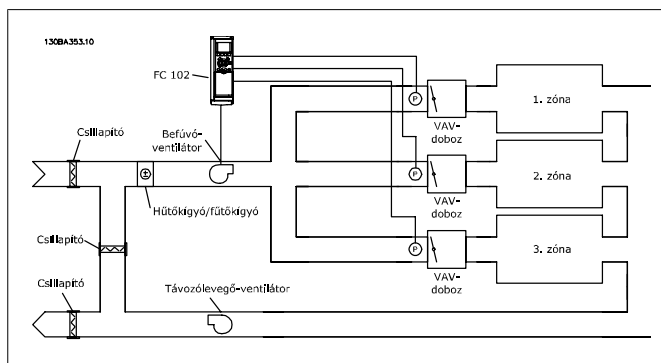 130BA353.10
FC 102
Csillapító
Befúvó-
ventilátor
Hűtőkígyó/fűtőkígyó
Csillapító
Csillapító
Távozólevegő-ventilátor
P
VAV-
doboz
1. zóna
P
VAV-
doboz
2. zóna
P
VAV-
doboz
3. zóna